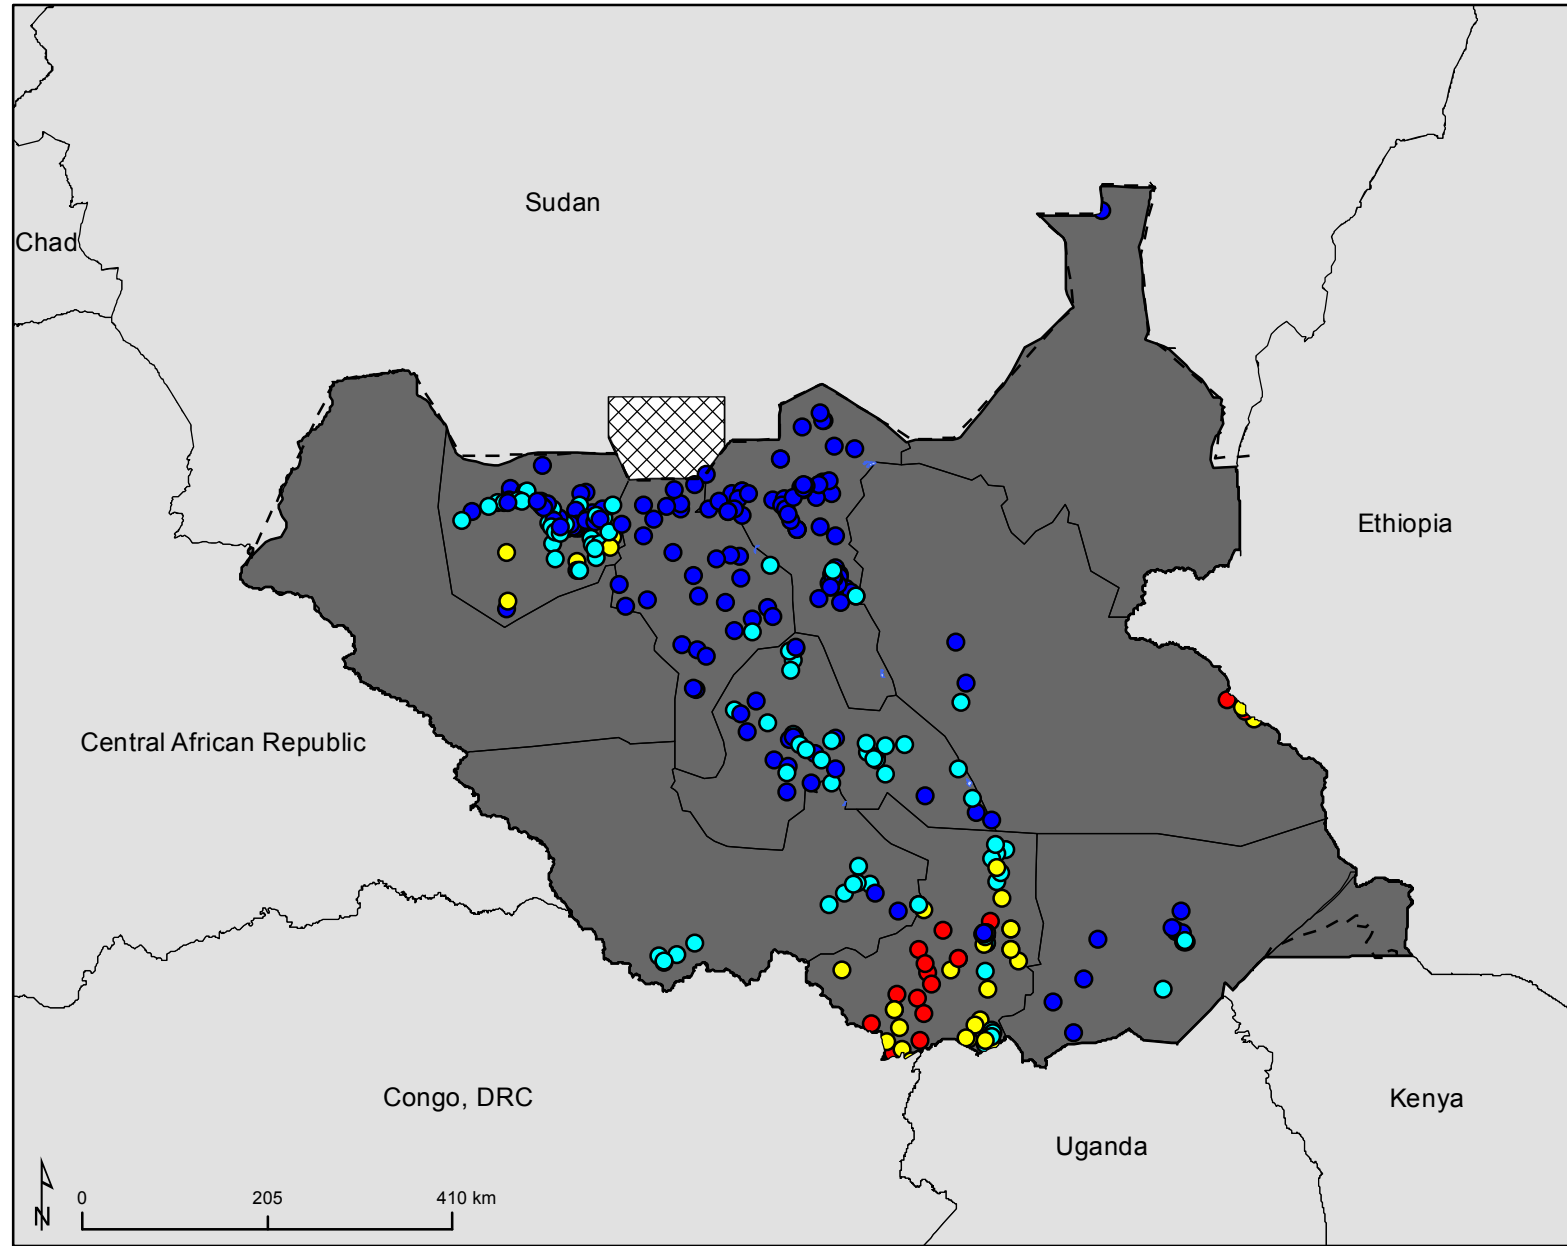 Sudan
Chad
Ethiopia
Central African Republic
Congo, DRC
Kenya
Uganda
0 205 410 km
N